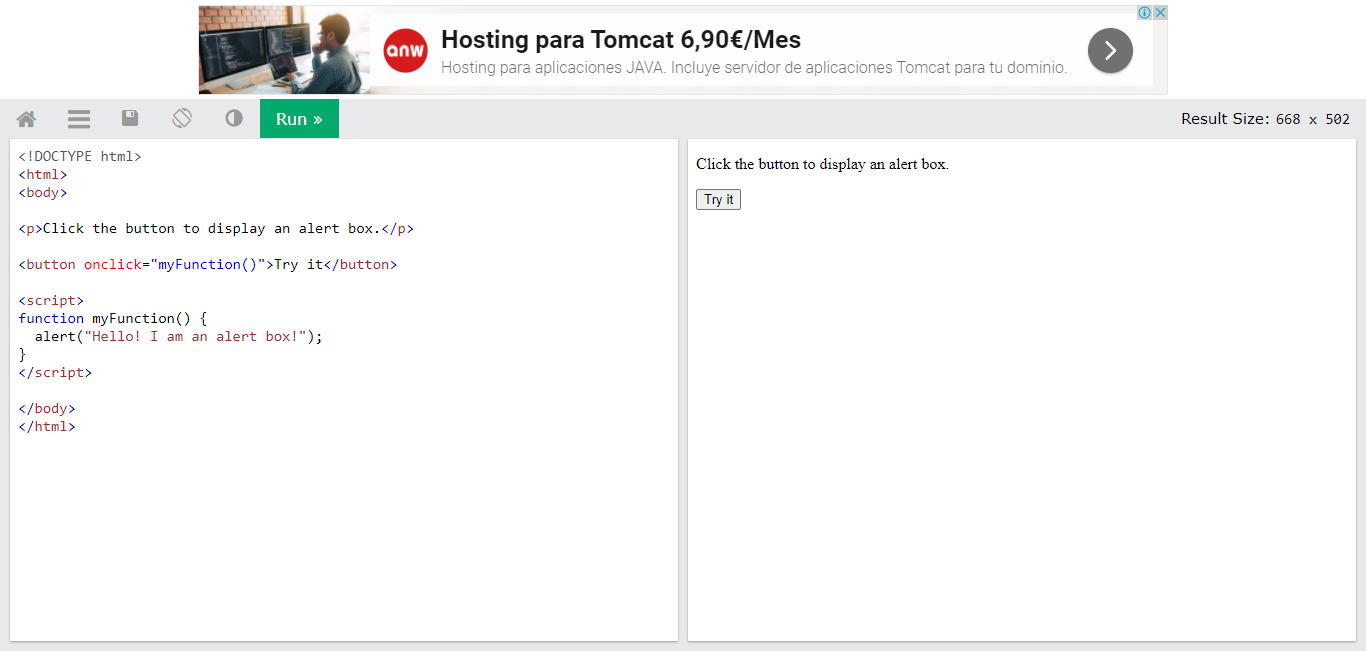 Hosting para Tomcat 6,90€/Mes
anw
Hosting para aplicaciones JAVA. Incluye servidor de aplicaciones Tomcat para tu dominio.
Run »
Result Size: 668 x 502
<!DOCTYPE html>
<html>
<body>
<p>Click the button to display an alert box.</p>
<button onclick="myFunction()">Try it</button>
<script>
function myFunction() {
  alert("Hello! I am an alert box!");
}
</script>
</body>
</html>
Click the button to display an alert box.
Try it